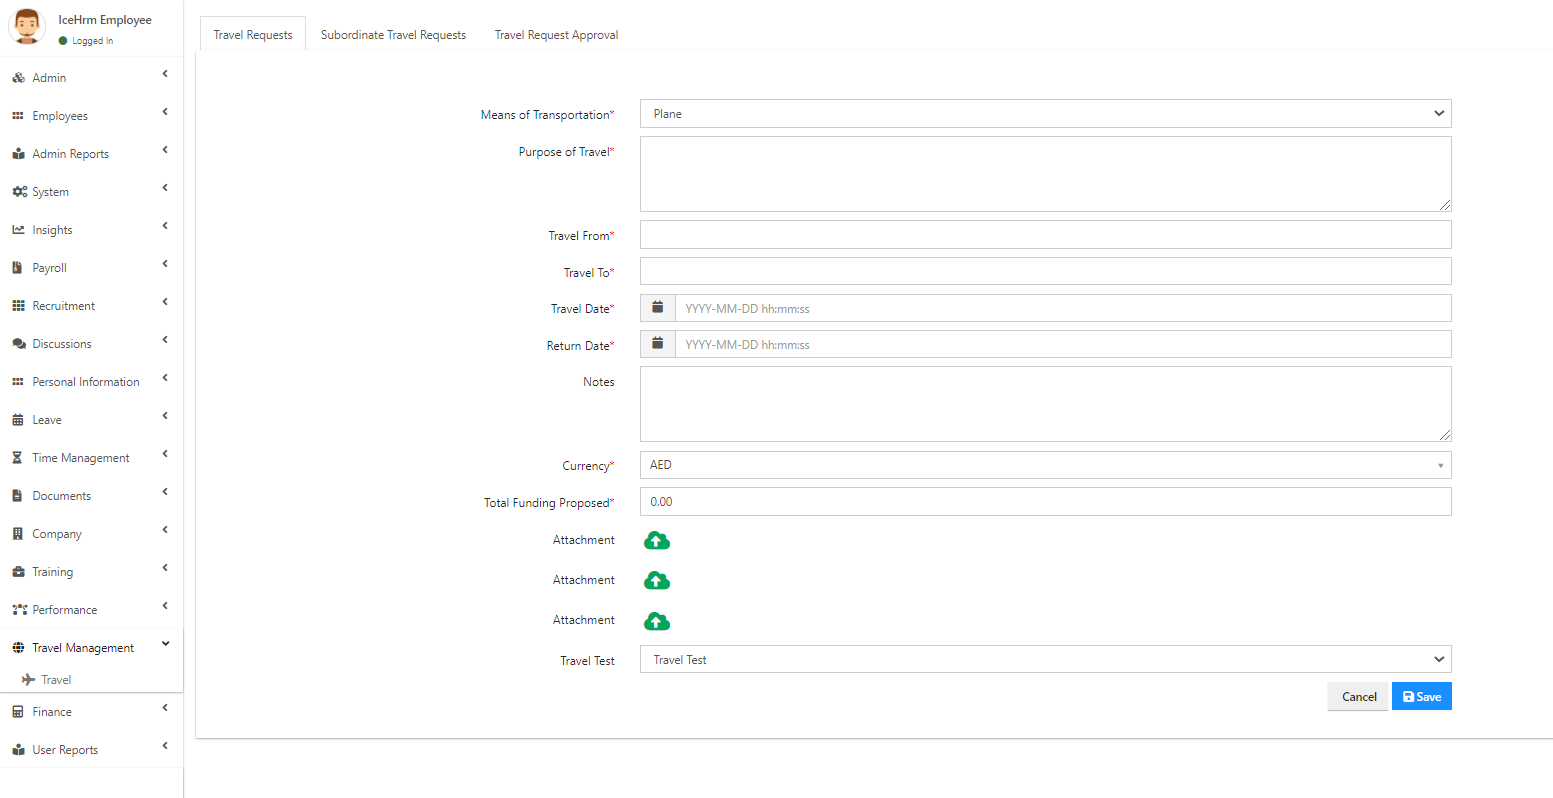 IceHrm Employee
Logged In
Admin
Employees
Admin Reports
System
Insights
Payroll
Recruitment
Discussions
Personal Information
Leave
Time Management
Documents
Company
Training
Performance
Travel Management
Travel
Finance
User Reports
Travel Requests
Subordinate Travel Requests
Travel Request Approval
Means of Transportation*
Plane
Purpose of Travel*
Travel From*
Travel To*
Travel Date*
YYYY-MM-DD hh:mm:ss
Return Date*
YYYY-MM-DD hh:mm:ss
Notes
Currency*
AED
Total Funding Proposed*
0.00
Attachment
Attachment
Attachment
Travel Test
Travel Test
Cancel
Save